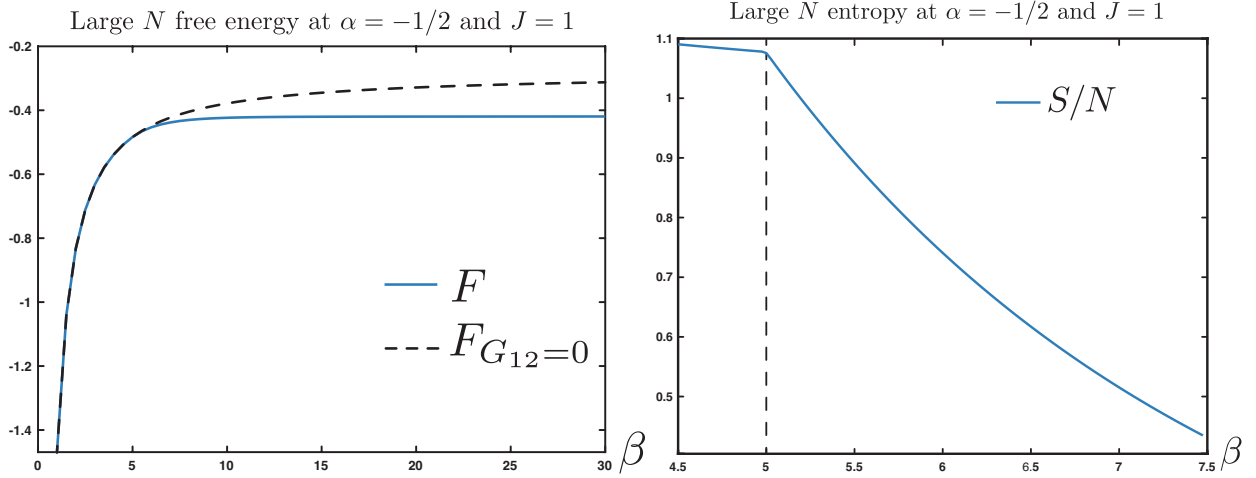 Large N free energy at α = −1/2 and J = 1
-0.2
-0.4
-0.6
-0.8
-1
-1.2
-1.4
0 5 10 15 20 25 30 β
F
F_{G_{12}=0}
Large N entropy at α = −1/2 and J = 1
1.1
1
0.9
0.8
0.7
0.6
0.5
4.5 5 5.5 6 6.5 7 7.5 β
S/N